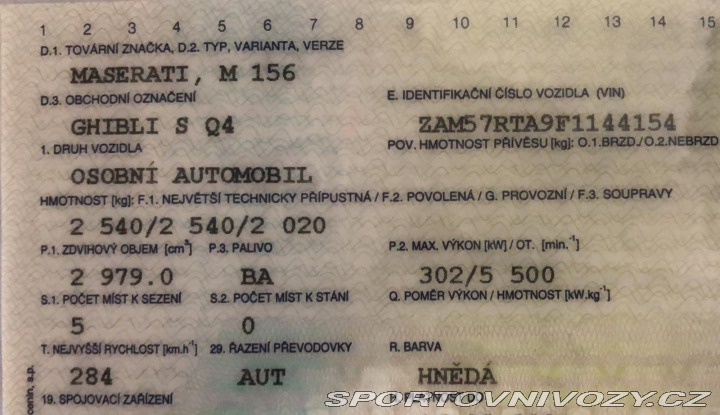 1 2 3 4 5 6 7 8 9 10 11 12 13 14 15
D.1. TOVÁRNÍ ZNAČKA, D.2. TYP, VARIANTA, VERZE
MASERATI, M 156
D.3. OBCHODNÍ OZNAČENÍ E. IDENTIFIKAČNÍ ČÍSLO VOZIDLA (VIN)
GHIBLI S Q4 ZAM57RTA9F1144154
1. DRUH VOZIDLA POV. HMOTNOST PŘÍVĚSU [kg]: O.1.BRZD./O.2.NEBRZD
OSOBNÍ AUTOMOBIL
HMOTNOST [kg]: F.1. NEJVĚTŠÍ TECHNICKY PŘÍPUSTNÁ / F.2. POVOLENÁ / G. PROVOZNÍ / F.3. SOUPRAVY
2 540/2 540/2 020
P.1. ZDVIHOVÝ OBJEM [cm³] P.3. PALIVO P.2. MAX. VÝKON [kW] / OT. [min.⁻¹]
2 979.0 BA 302/5 500
S.1. POČET MÍST K SEZENÍ S.2. POČET MÍST K STÁNÍ Q. POMĚR VÝKON / HMOTNOST [kW.kg⁻¹]
5 0
T. NEJVYŠŠÍ RYCHLOST [km.h⁻¹] 29. ŘAZENÍ PŘEVODOVKY R. BARVA
284 AUT HNĚDÁ
19. SPOJOVACÍ ZAŘÍZENÍ
cenin, s.p.
SPORTOVNIVOZY.CZ